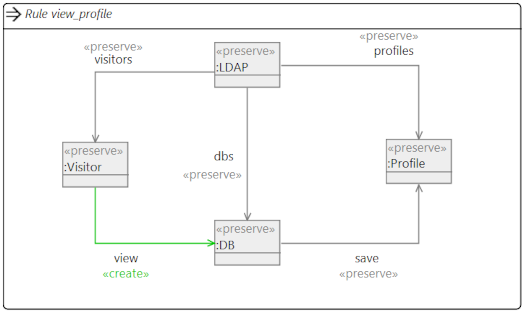 Rule view_profile
«preserve»
visitors
«preserve»
:LDAP
«preserve»
profiles
«preserve»
:Visitor
dbs
«preserve»
«preserve»
:Profile
«preserve»
:DB
view
«create»
save
«preserve»